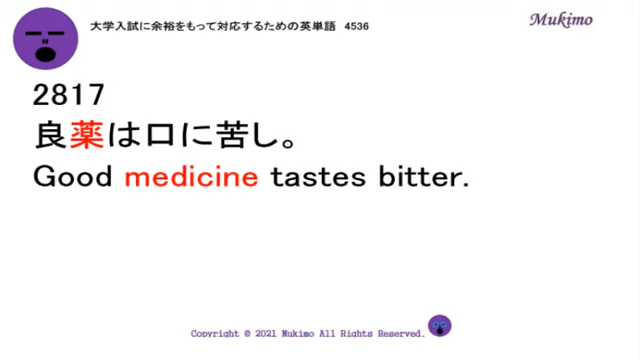 大学入試に余裕をもって対応するための英単語 4536
Mukimo
2817
良薬は口に苦し。
Good medicine tastes bitter.
Copyright © 2021 Mukimo All Rights Reserved.